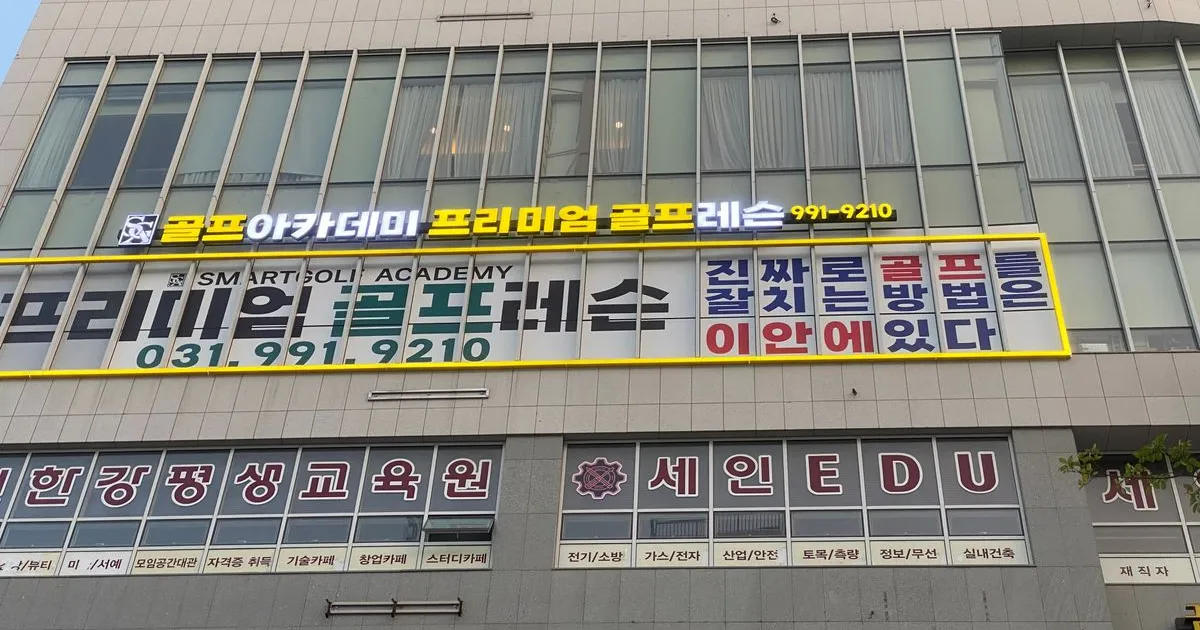 골프아카데미 프리미엄 골프레슨 991-9210
SMARTGOLF ACADEMY
프리미엄 골프레슨
031.991.9210
진짜로 골프를
잘치는 방법은
이안에 있다
한강평생교육원
세인EDU
세
/뷰티
/서예
모임공간대관
자격증 취득
기술카페
창업카페
스터디카페
전기/소방
가스/전자
산업/안전
토목/측량
정보/무선
실내건축
재직자